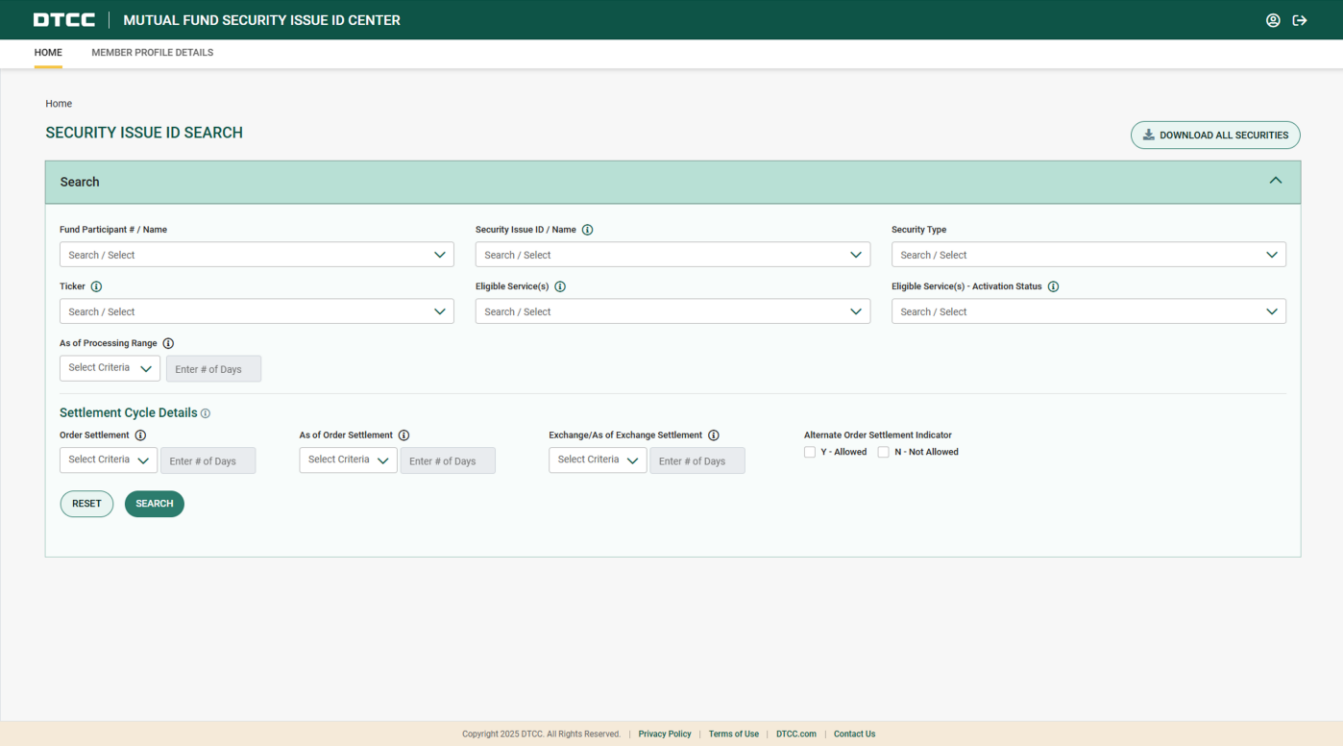 DTCC | MUTUAL FUND SECURITY ISSUE ID CENTER
HOME MEMBER PROFILE DETAILS
Home
SECURITY ISSUE ID SEARCH
DOWNLOAD ALL SECURITIES
Search
Fund Participant # / Name Security Issue ID / Name Security Type
Search / Select Search / Select Search / Select
Ticker Eligible Service(s) Eligible Service(s) - Activation Status
Search / Select Search / Select Search / Select
As of Processing Range
Select Criteria Enter # of Days
Settlement Cycle Details
Order Settlement As of Order Settlement Exchange/As of Exchange Settlement Alternate Order Settlement Indicator
Select Criteria Enter # of Days Select Criteria Enter # of Days Select Criteria Enter # of Days Y - Allowed N - Not Allowed
RESET SEARCH
Copyright 2025 DTCC. All Rights Reserved. | Privacy Policy | Terms of Use | DTCC.com | Contact Us